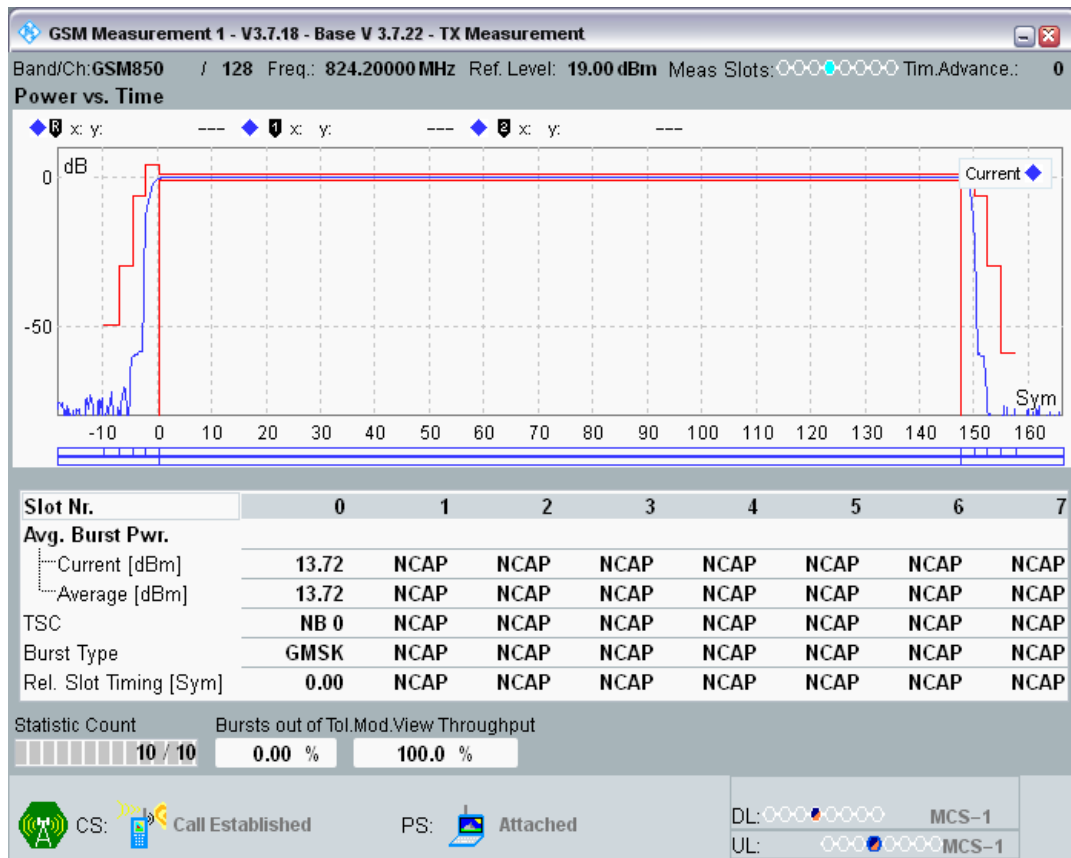 GSM Measurement 1 - V3.7.18 - Base V 3.7.22 - TX Measurement
Band/Ch:GSM850 / 128 Freq.: 824.20000 MHz Ref. Level: 19.00 dBm Meas Slots: Tim.Advance.: 0
Power vs. Time
R x: y: --- 1 x: y: --- 2 x: y: ---
dB
0
Current
-50
Sym
-10 0 10 20 30 40 50 60 70 80 90 100 110 120 130 140 150 160
Slot Nr. 0 1 2 3 4 5 6 7
Avg. Burst Pwr.
Current [dBm] 13.72 NCAP NCAP NCAP NCAP NCAP NCAP NCAP
Average [dBm] 13.72 NCAP NCAP NCAP NCAP NCAP NCAP NCAP
TSC NB 0 NCAP NCAP NCAP NCAP NCAP NCAP NCAP
Burst Type GMSK NCAP NCAP NCAP NCAP NCAP NCAP NCAP
Rel. Slot Timing [Sym] 0.00 NCAP NCAP NCAP NCAP NCAP NCAP NCAP
Statistic Count Bursts out of Tol.Mod.View Throughput
10 / 10 0.00 % 100.0 %
CS: Call Established PS: Attached
DL: MCS-1
UL: MCS-1